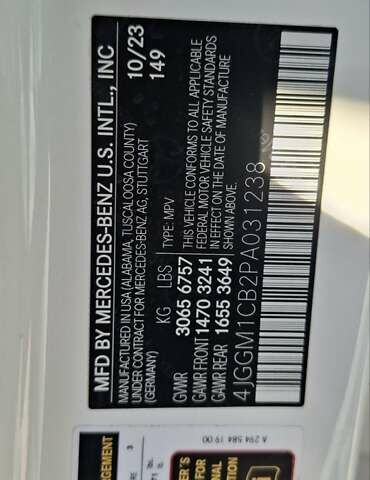 MFD BY MERCEDES-BENZ U.S. INTL., INC
10/23
MANUFACTURED IN USA (ALABAMA, TUSCALOOSA COUNTY)
149
UNDER CONTRACT FOR MERCEDES-BENZ AG, STUTTGART
(GERMANY)
KG LBS TYPE: MPV
GVWR 3065 6757
GAWR FRONT 1470 3241
GAWR REAR 1655 3649
THIS VEHICLE CONFORMS TO ALL APPLICABLE
FEDERAL MOTOR VEHICLE SAFETY STANDARDS
IN EFFECT ON THE DATE OF MANUFACTURE
SHOWN ABOVE.
4JGGM1CB2PA031238
A 294 584 19 00
3